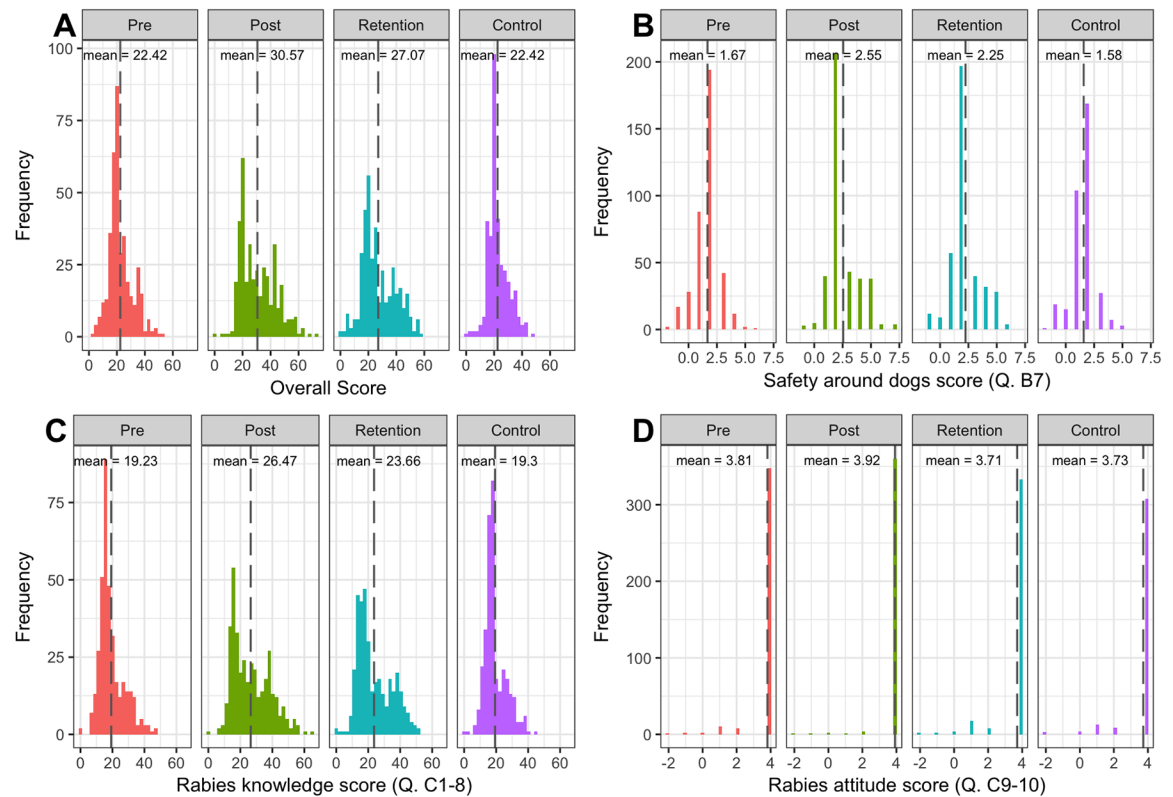 A
Pre Post Retention Control
mean = 22.42 mean = 30.57 mean = 27.07 mean = 22.42
100
75
50
25
0
Frequency
0 20 40 60 0 20 40 60 0 20 40 60 0 20 40 60
Overall Score
B
Pre Post Retention Control
mean = 1.67 mean = 2.55 mean = 2.25 mean = 1.58
200
150
100
50
0
Frequency
0.0 2.5 5.0 7.5 0.0 2.5 5.0 7.5 0.0 2.5 5.0 7.5 0.0 2.5 5.0 7.5
Safety around dogs score (Q. B7)
C
Pre Post Retention Control
mean = 19.23 mean = 26.47 mean = 23.66 mean = 19.3
75
50
25
0
Frequency
0 20 40 60 0 20 40 60 0 20 40 60 0 20 40 60
Rabies knowledge score (Q. C1-8)
D
Pre Post Retention Control
mean = 3.81 mean = 3.92 mean = 3.71 mean = 3.73
300
200
100
0
Frequency
-2 0 2 4 -2 0 2 4 -2 0 2 4 -2 0 2 4
Rabies attitude score (Q. C9-10)